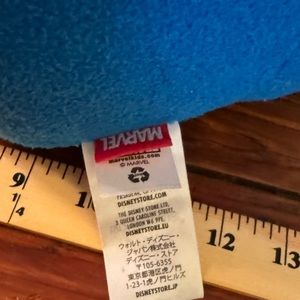 MARVEL
marvelkids.com
© MARVEL
DISNEYSTORE.COM
THE DISNEY STORE LTD.
3 QUEEN CAROLINE STREET,
LONDON W6 9PE.
DISNEYSTORE.EU
ウォルト・ディズニー・
ジャパン株式会社
ディズニー・ストア
〒105-6355
東京都港区虎ノ門
1-23-1虎ノ門ヒルズ
DISNEYSTORE.JP
9
1
4
12
13